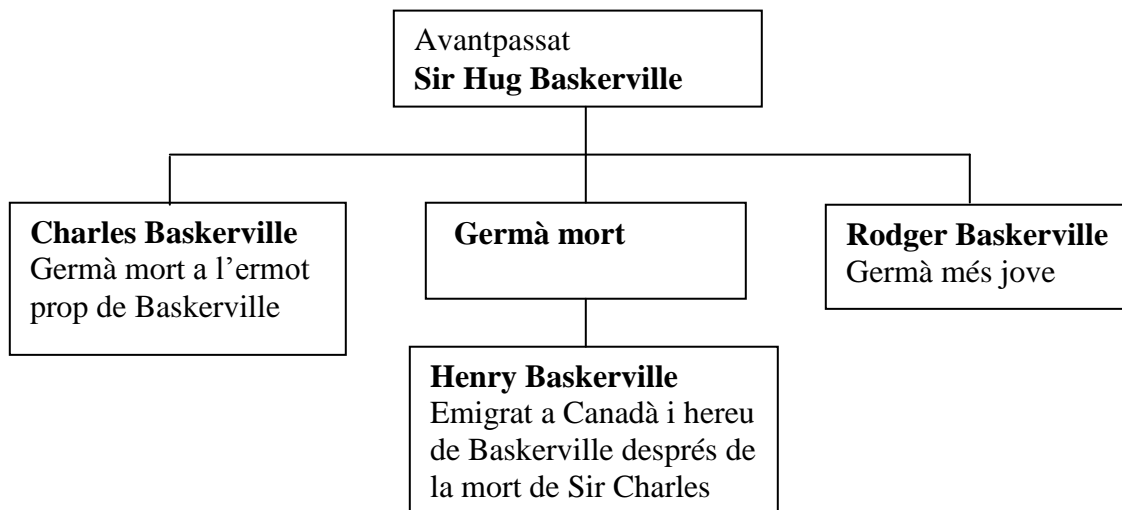 Avantpassat
Sir Hug Baskerville
Charles Baskerville
Germà mort a l'ermot
prop de Baskerville
Germà mort
Rodger Baskerville
Germà més jove
Henry Baskerville
Emigrat a Canadà i hereu
de Baskerville després de
la mort de Sir Charles